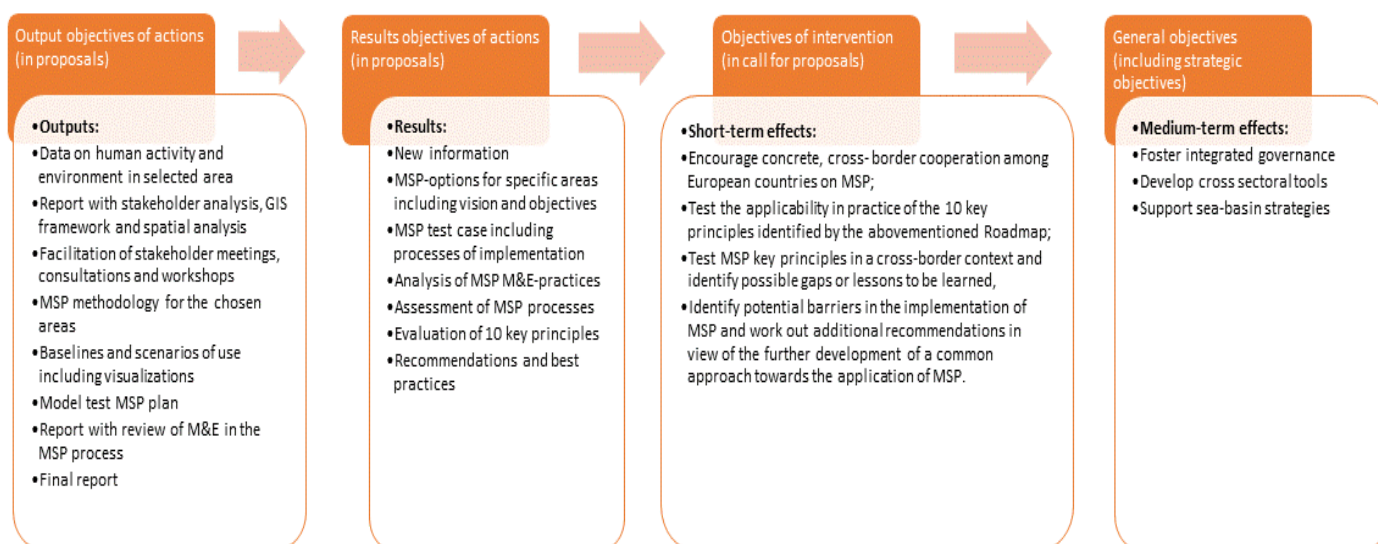 Output objectives of actions
(in proposals)
•Outputs:
•Data on human activity and
environment in selected area
•Report with stakeholder analysis, GIS
framework and spatial analysis
•Facilitation of stakeholder meetings,
consultations and workshops
•MSP methodology for the chosen
areas
•Baselines and scenarios of use
including visualizations
•Model test MSP plan
•Report with review of M&E in the
MSP process
•Final report
Results objectives of actions
(in proposals)
•Results:
•New information
•MSP-options for specific areas
including vision and objectives
•MSP test case including
processes of implementation
•Analysis of MSP M&E-practices
•Assessment of MSP processes
•Evaluation of 10 key principles
•Recommendations and best
practices
Objectives of intervention
(in call for proposals)
•Short-term effects:
•Encourage concrete, cross- border cooperation among
European countries on MSP;
•Test the applicability in practice of the 10 key
principles identified by the abovementioned Roadmap;
•Test MSP key principles in a cross-border context and
identify possible gaps or lessons to be learned,
•Identify potential barriers in the implementation of
MSP and work out additional recommendations in
view of the further development of a common
approach towards the application of MSP.
General objectives
(including strategic
objectives)
•Medium-term effects:
•Foster integrated governance
•Develop cross sectoral tools
•Support sea-basin strategies